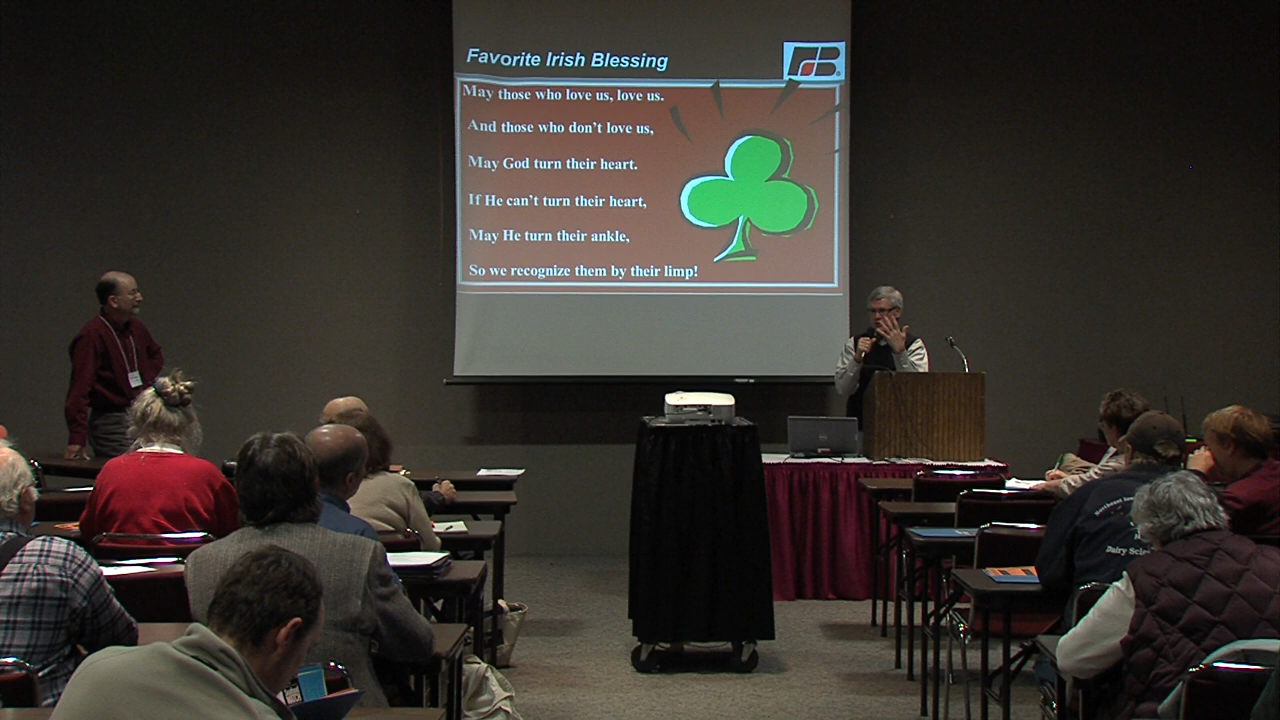 Favorite Irish Blessing
FB
May those who love us, love us.
And those who don't love us,
May God turn their heart.
If He can't turn their heart,
May He turn their ankle,
So we recognize them by their limp!
Dairy